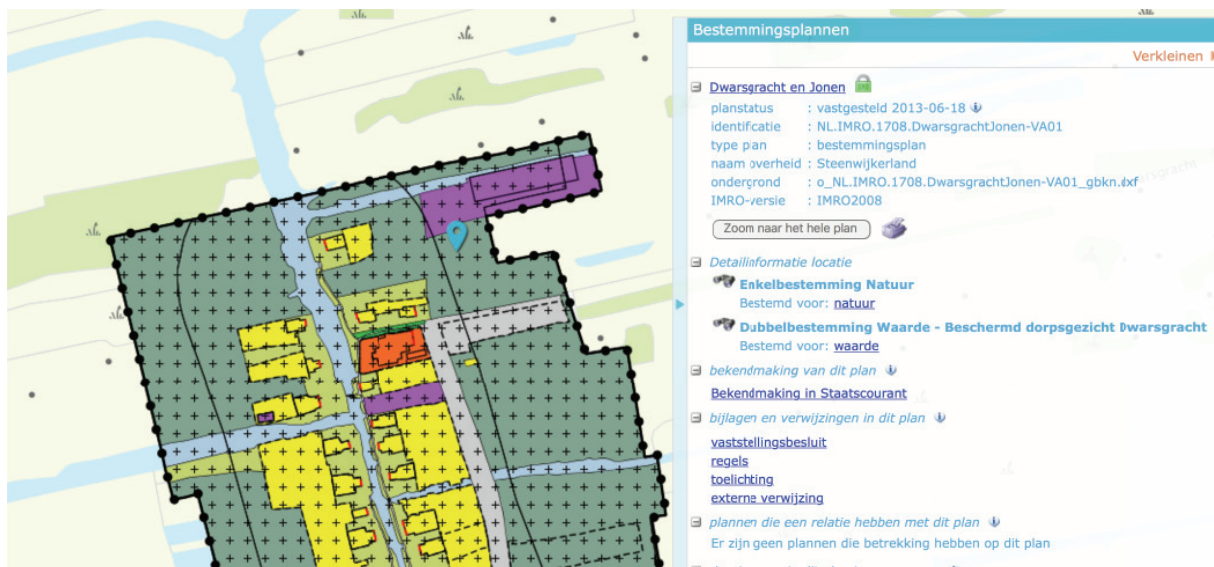 Bestemmingsplannen
Verkleinen
Dwarsgracht en Jonen
planstatus : vastgesteld 2013-06-18
identificatie : NL.IMRO.1708.DwarsgrachtJonen-VA01
type plan : bestemmingsplan
naam overheid : Steenwijkerland
ondergrond : o_NL.IMRO.1708.DwarsgrachtJonen-VA01_gbkn.dxf
IMRO-versie : IMRO2008
Zoom naar het hele plan
Detailinformatie locatie
Enkelbestemming Natuur
Bestemd voor: natuur
Dubbelbestemming Waarde - Beschermd dorpsgezicht Dwarsgracht
Bestemd voor: waarde
bekendmaking van dit plan
Bekendmaking in Staatscourant
bijlagen en verwijzingen in dit plan
vaststellingsbesluit
regels
toelichting
externe verwijzing
plannen die een relatie hebben met dit plan
Er zijn geen plannen die betrekking hebben op dit plan